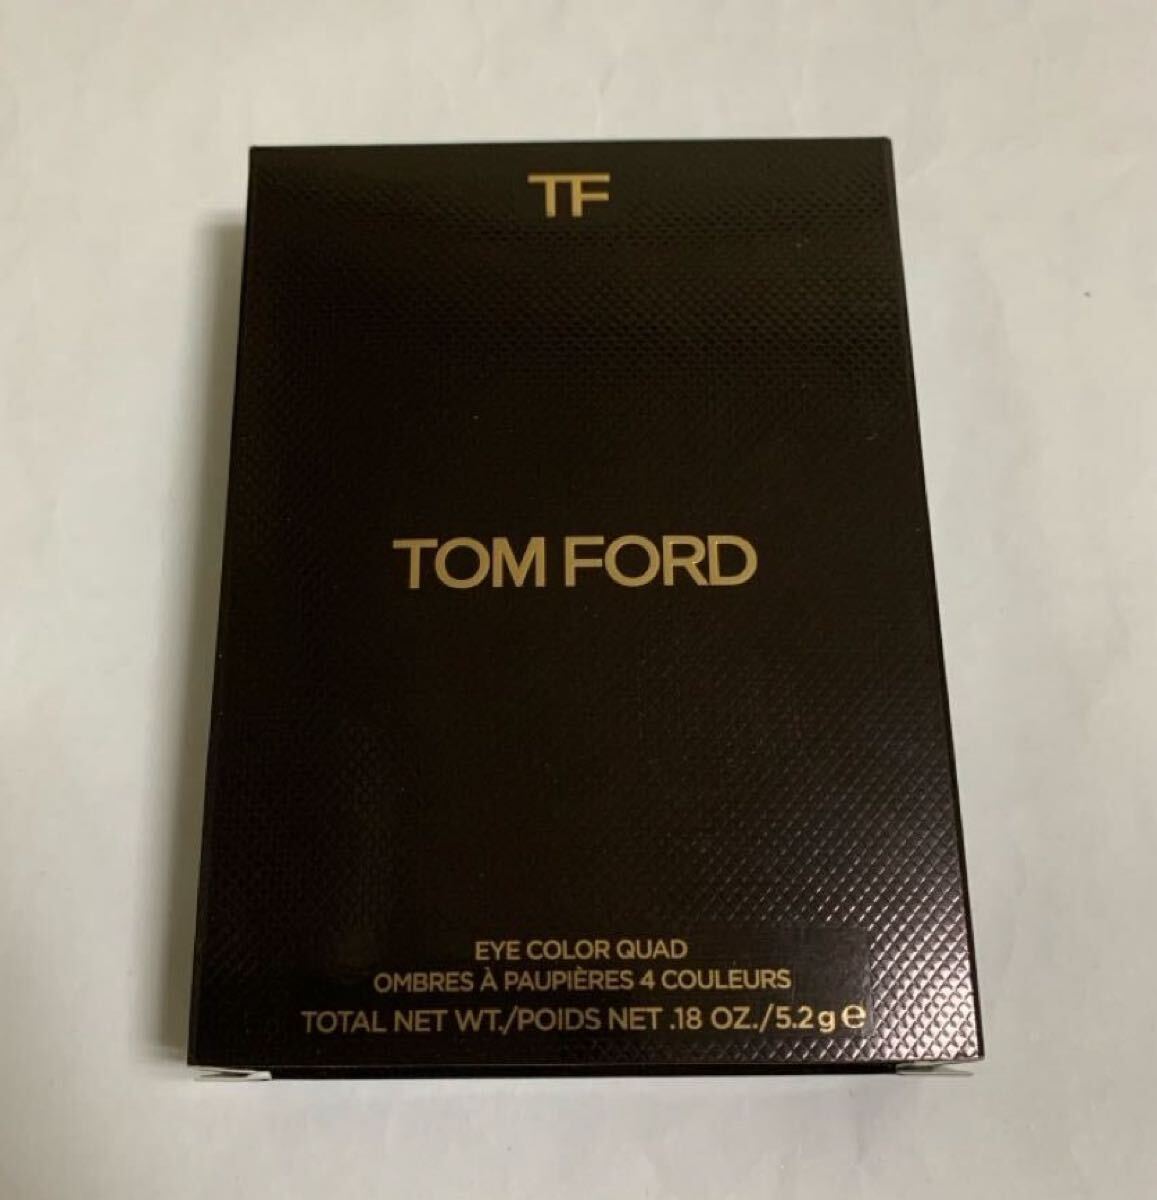 TF
TOM FORD
EYE COLOR QUAD
OMBRES À PAUPIÈRES 4 COULEURS
TOTAL NET WT./POIDS NET .18 OZ./5.2g ℮